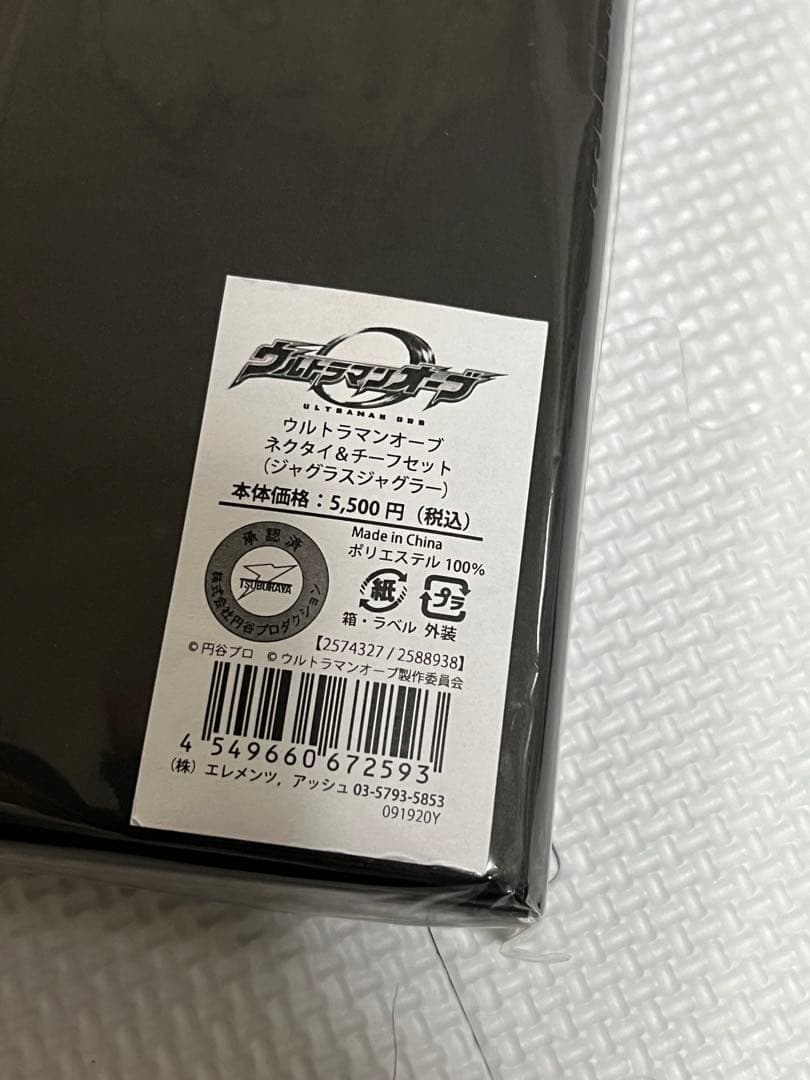 ウルトラマンオーブ
ULTRAMAN ORB
ウルトラマンオーブ
ネクタイ＆チーフセット
（ジャグラスジャグラー）
本体価格：5,500円（税込）
Made in China
ポリエステル 100%
承認済
TSUBURAYA
株式会社円谷プロダクション
紙
プラ
箱・ラベル 外装
【2574327 / 2588938】
© 円谷プロ © ウルトラマンオーブ製作委員会
4 549660 672593
（株）エレメンツ，アッシュ 03-5793-5853
091920Y